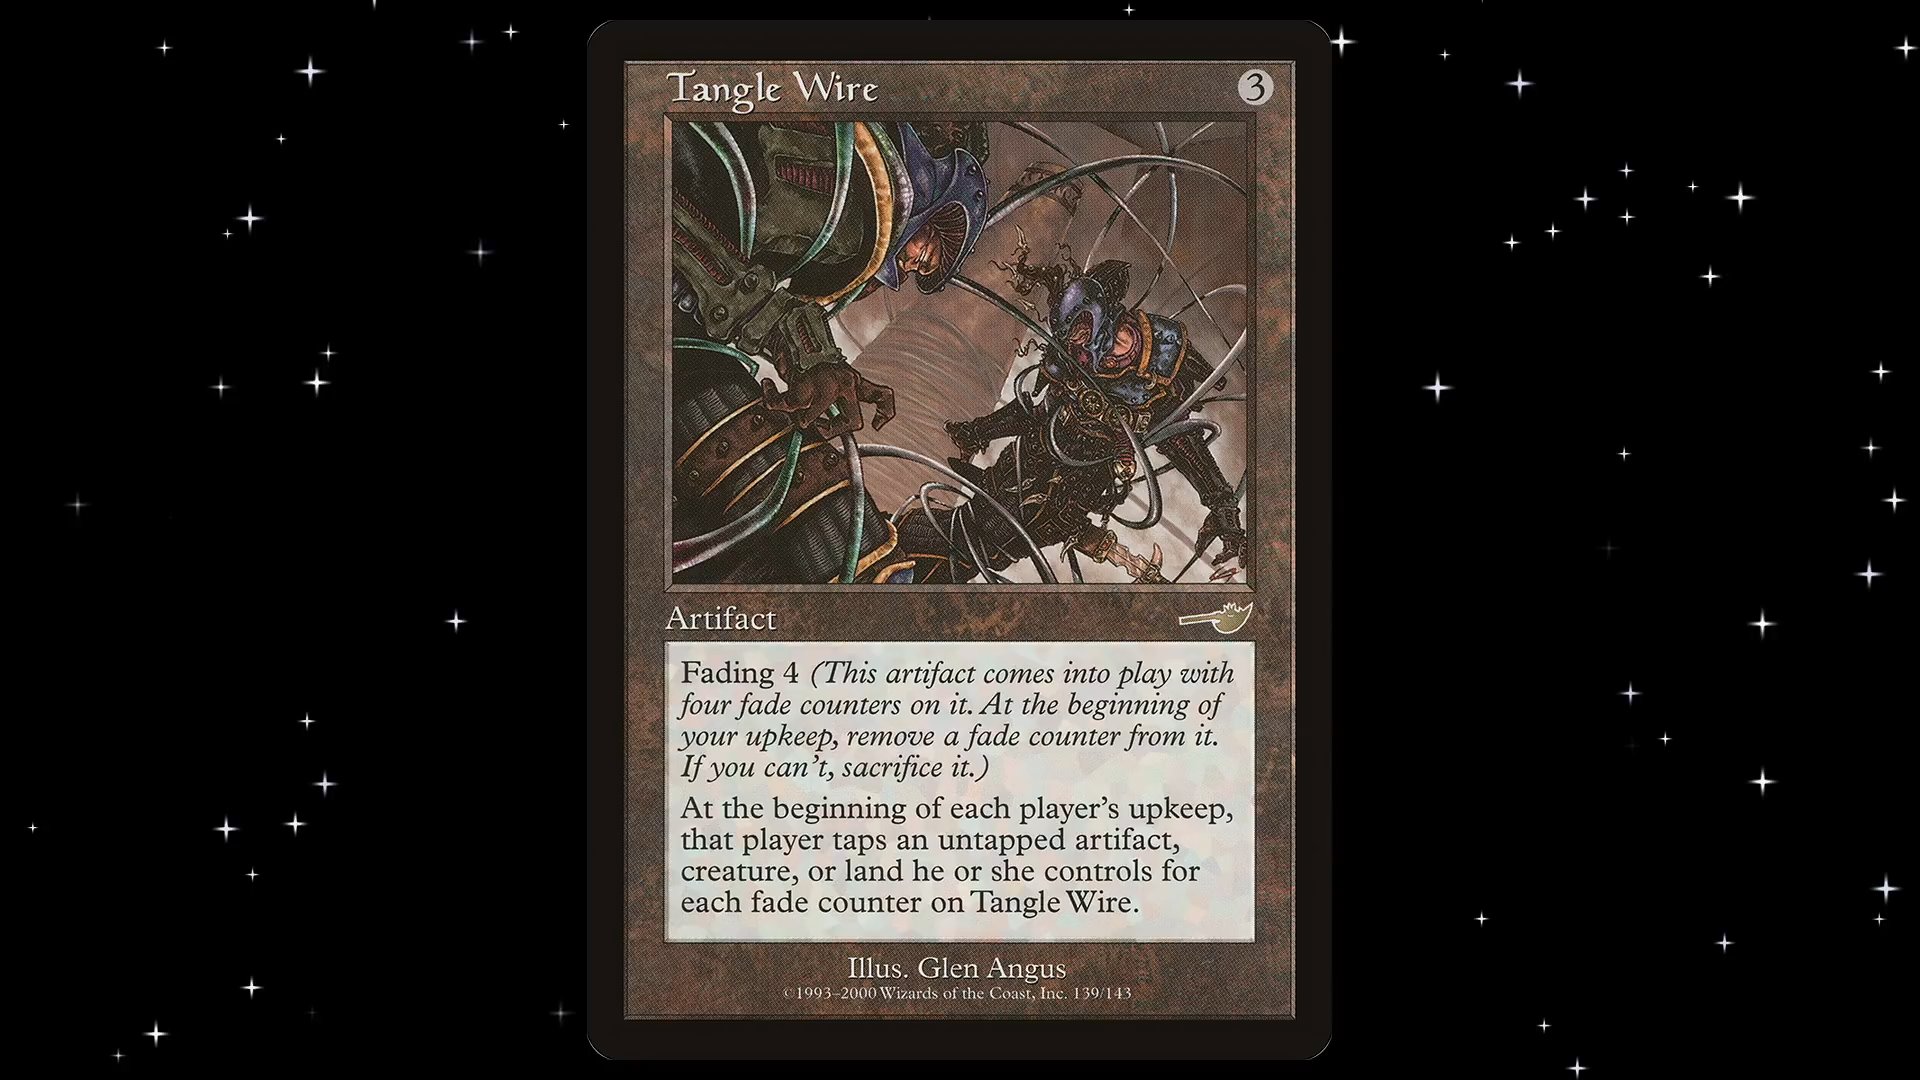 Tangle Wire 3
Artifact
Fading 4 (This artifact comes into play with
four fade counters on it. At the beginning of
your upkeep, remove a fade counter from it.
If you can't, sacrifice it.)
At the beginning of each player's upkeep,
that player taps an untapped artifact,
creature, or land he or she controls for
each fade counter on Tangle Wire.
Illus. Glen Angus
©1993–2000 Wizards of the Coast, Inc. 139/143